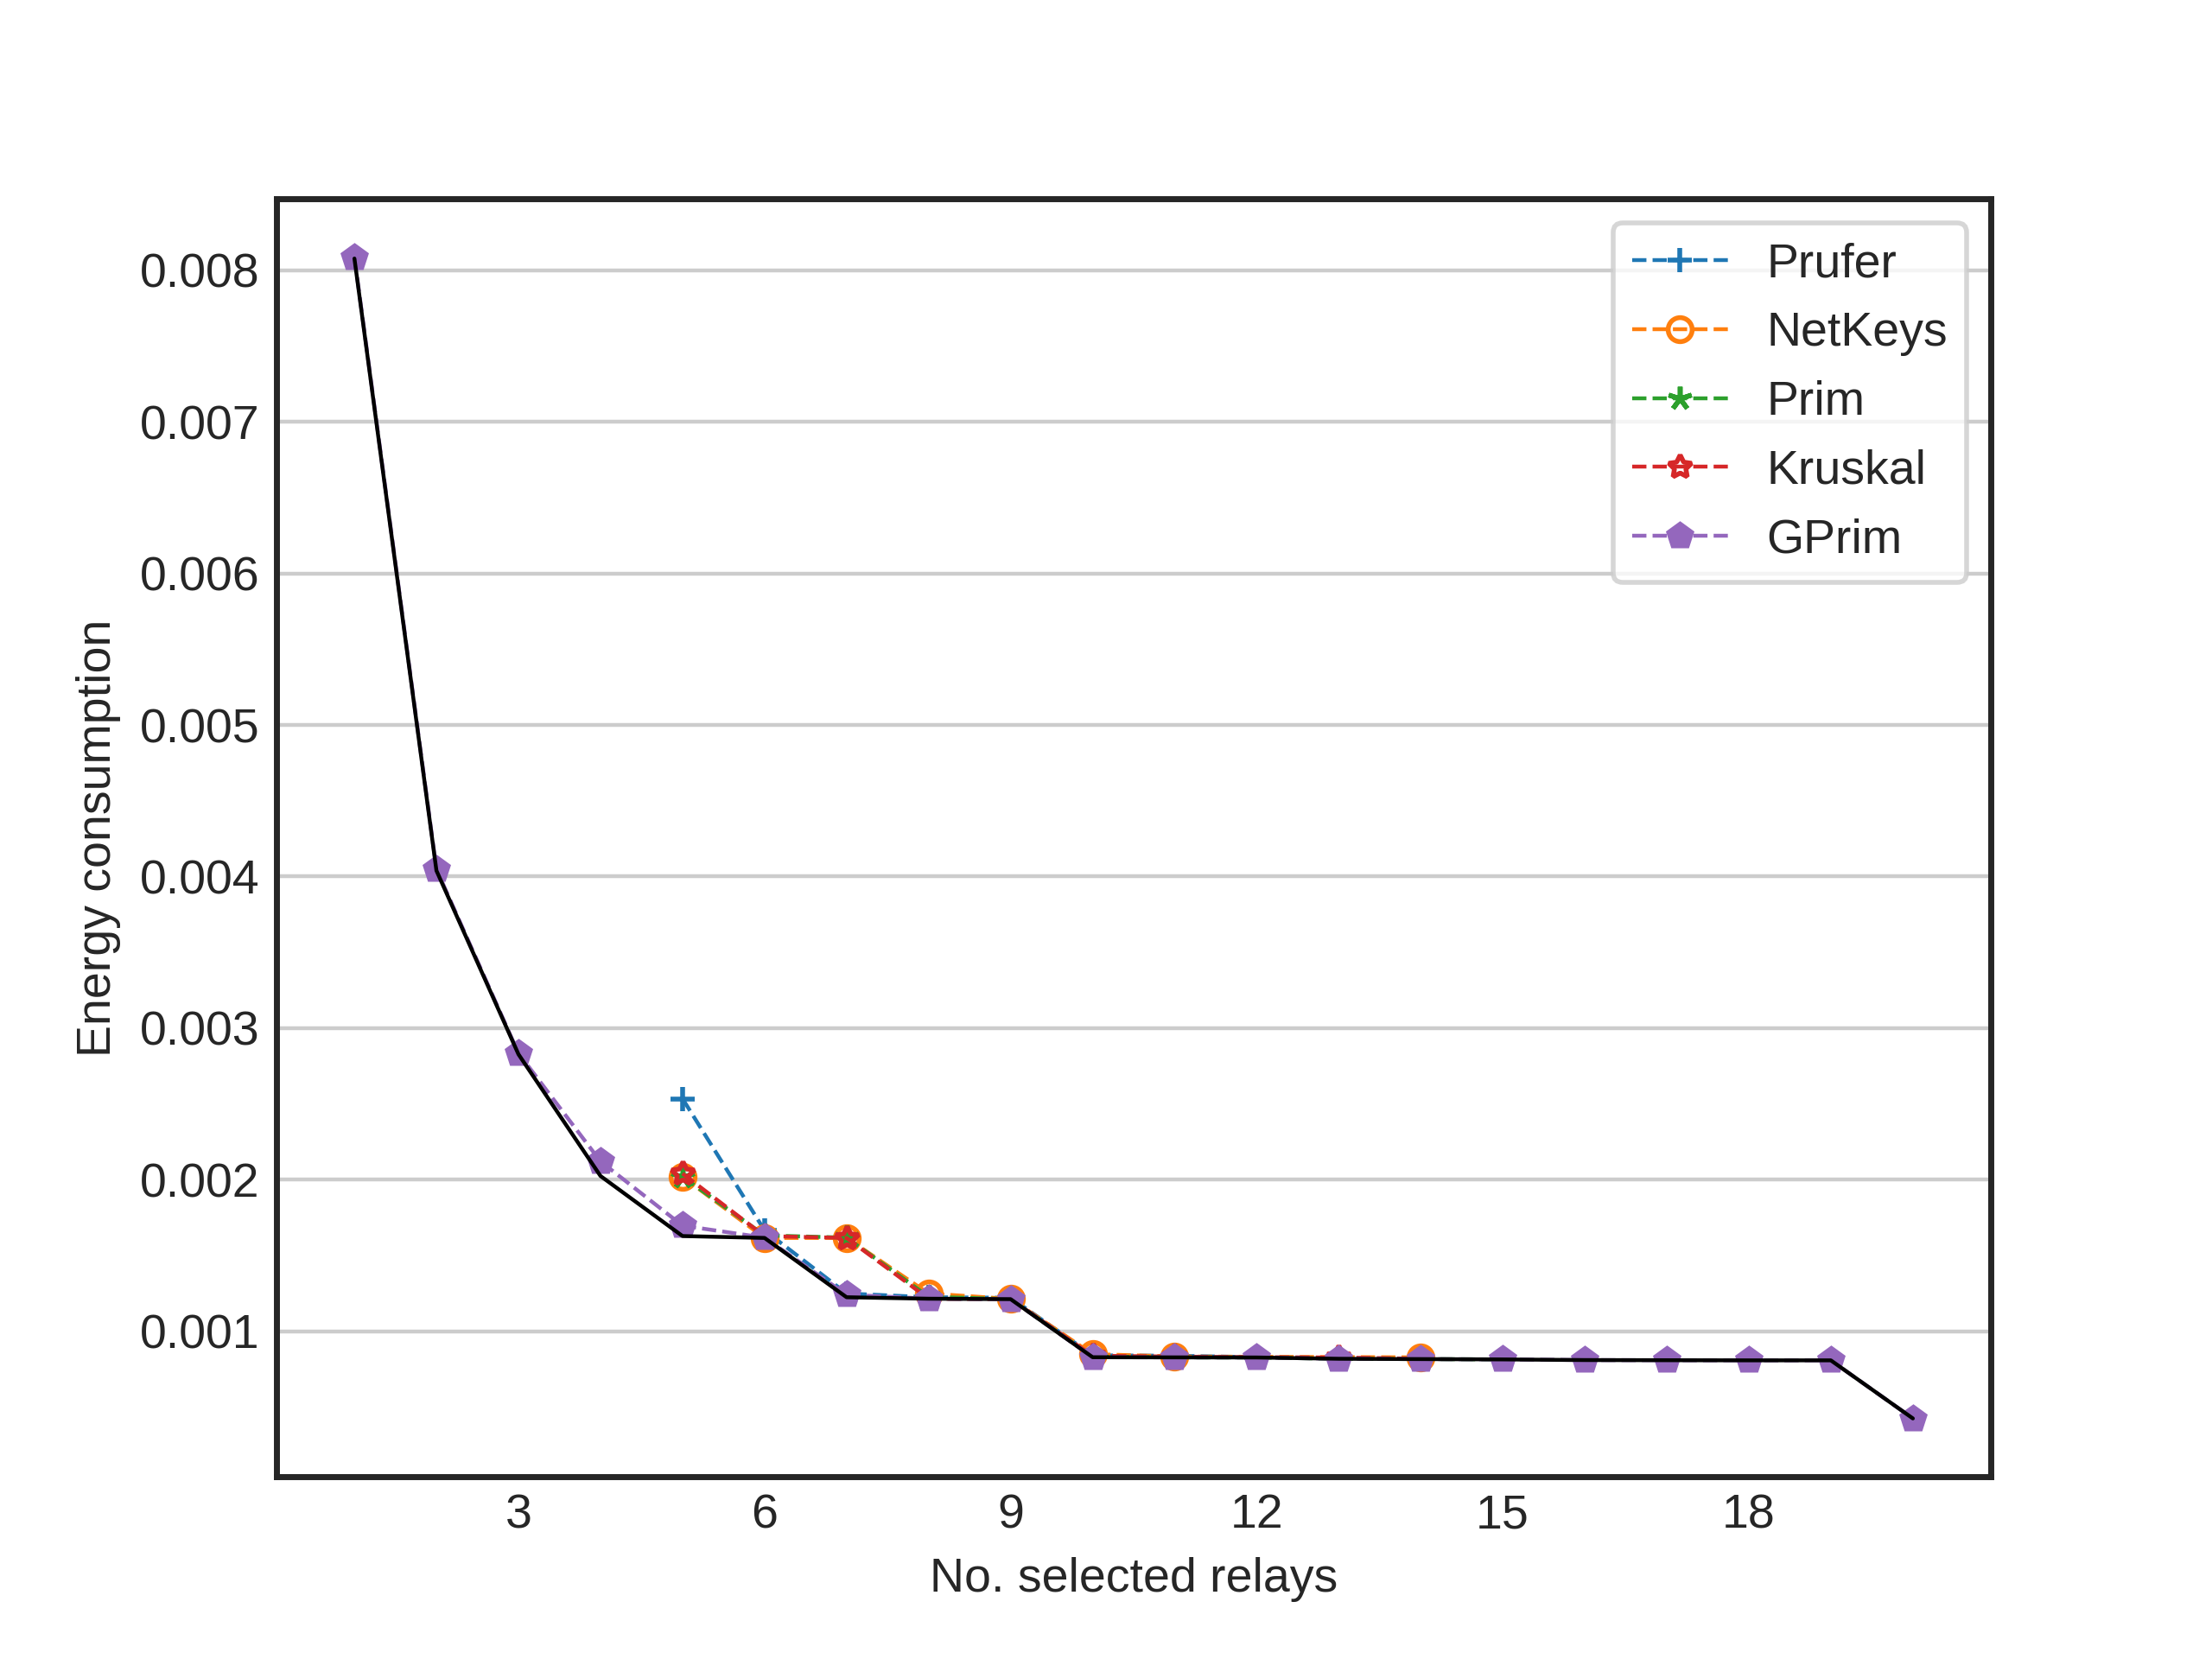 0.008
0.007
0.006
0.005
0.004
0.003
0.002
0.001
Energy consumption
3 6 9 12 15 18
No. selected relays
Prufer
NetKeys
Prim
Kruskal
GPrim